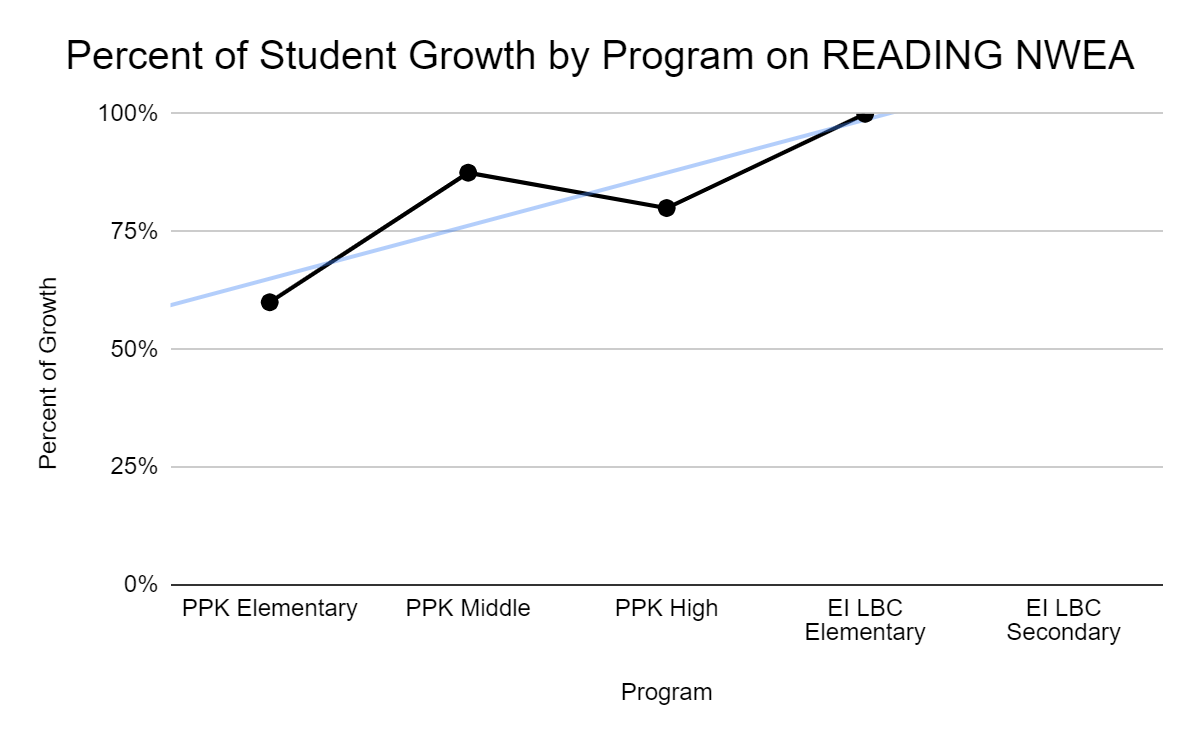 Percent of Student Growth by Program on READING NWEA
100%
75%
50%
25%
0%
Percent of Growth
PPK Elementary
PPK Middle
PPK High
EI LBC
Elementary
EI LBC
Secondary
Program